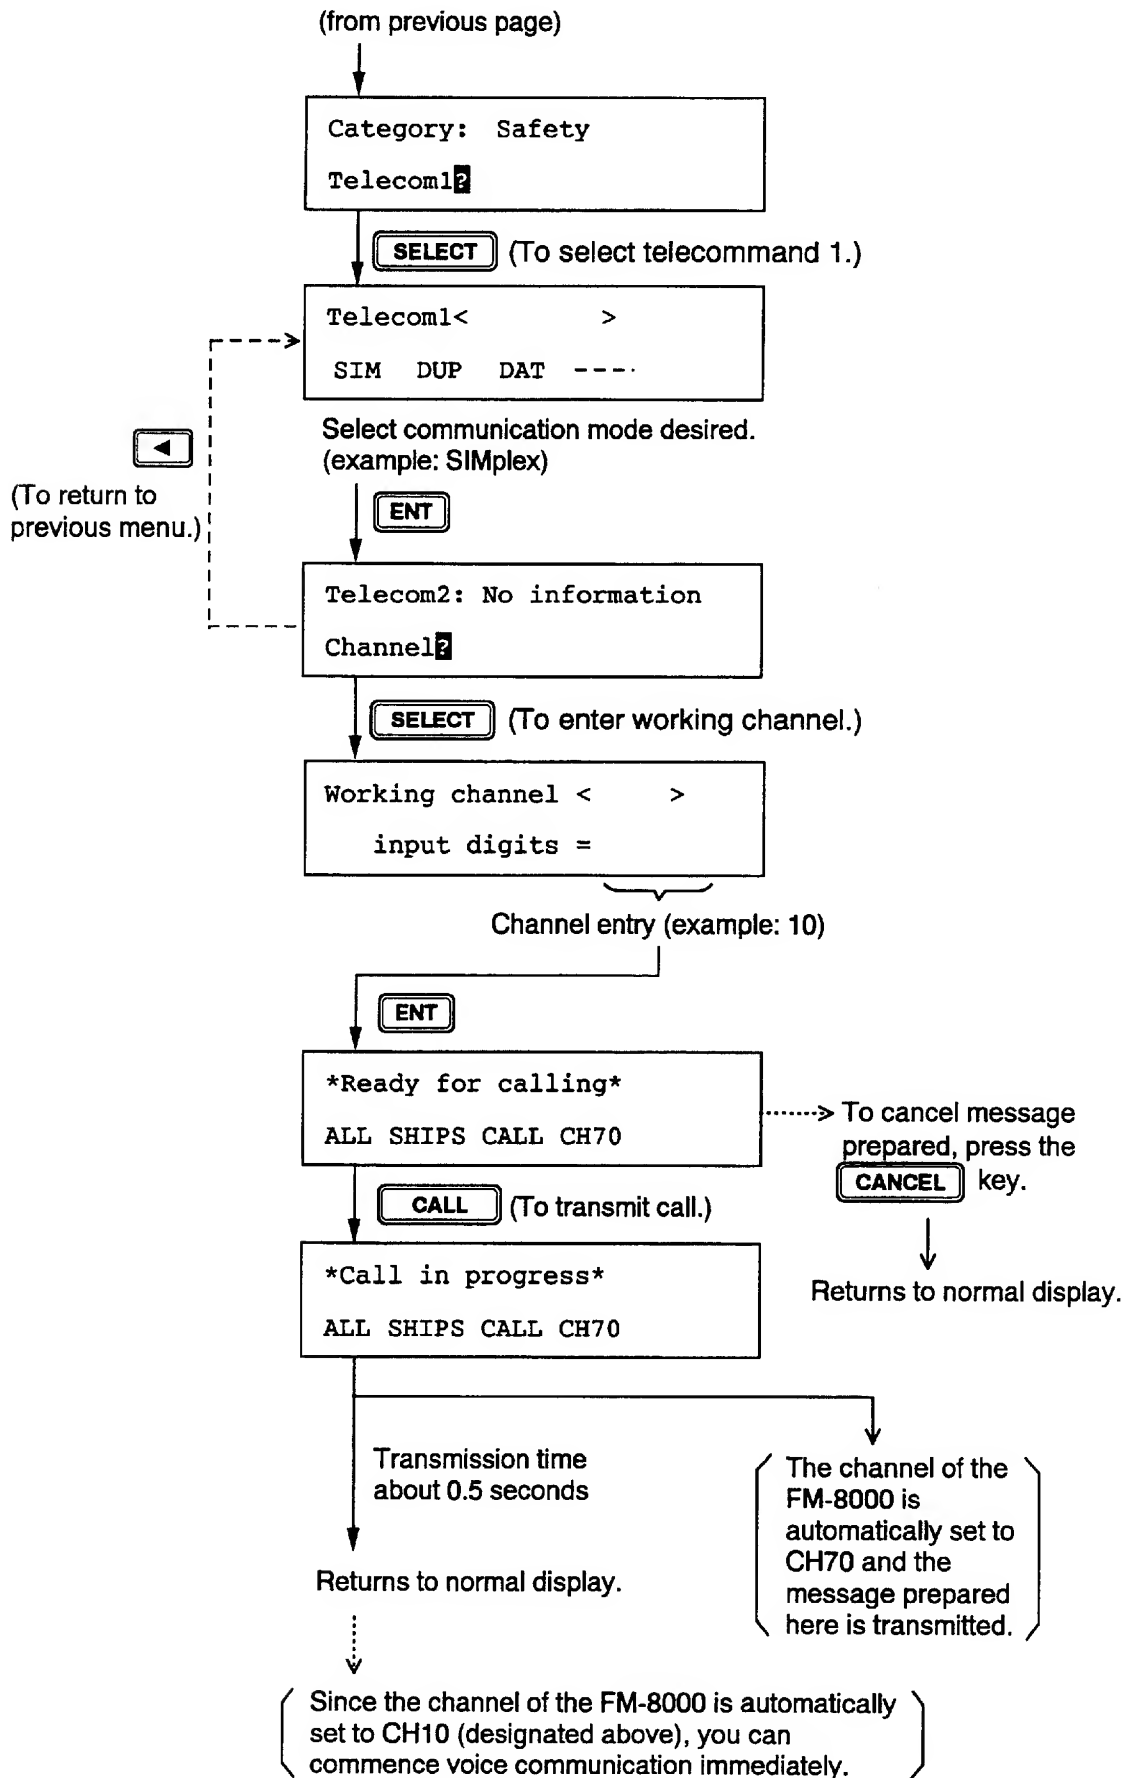 (from previous page)
Category: Safety
Telecom1?
SELECT (To select telecommand 1.)
Telecom1< >
SIM DUP DAT ----
Select communication mode desired.
(example: SIMplex)
◄
(To return to
previous menu.)
ENT
Telecom2: No information
Channel?
SELECT (To enter working channel.)
Working channel < >
input digits =
Channel entry (example: 10)
ENT
*Ready for calling*
ALL SHIPS CALL CH70
To cancel message
prepared, press the
CANCEL key.
Returns to normal display.
CALL (To transmit call.)
*Call in progress*
ALL SHIPS CALL CH70
Transmission time
about 0.5 seconds
The channel of the
FM-8000 is
automatically set to
CH70 and the
message prepared
here is transmitted.
Returns to normal display.
Since the channel of the FM-8000 is automatically
set to CH10 (designated above), you can
commence voice communication immediately.